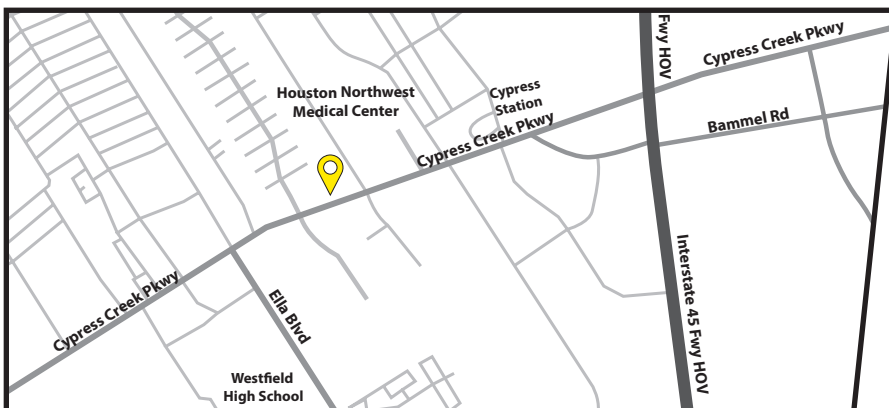 Fwy HOV
Cypress Creek Pkwy
Houston Northwest
Medical Center
Cypress
Station
Cypress Creek Pkwy
Bammel Rd
Cypress Creek Pkwy
Ella Blvd
Interstate 45 Fwy HOV
Westfield
High School